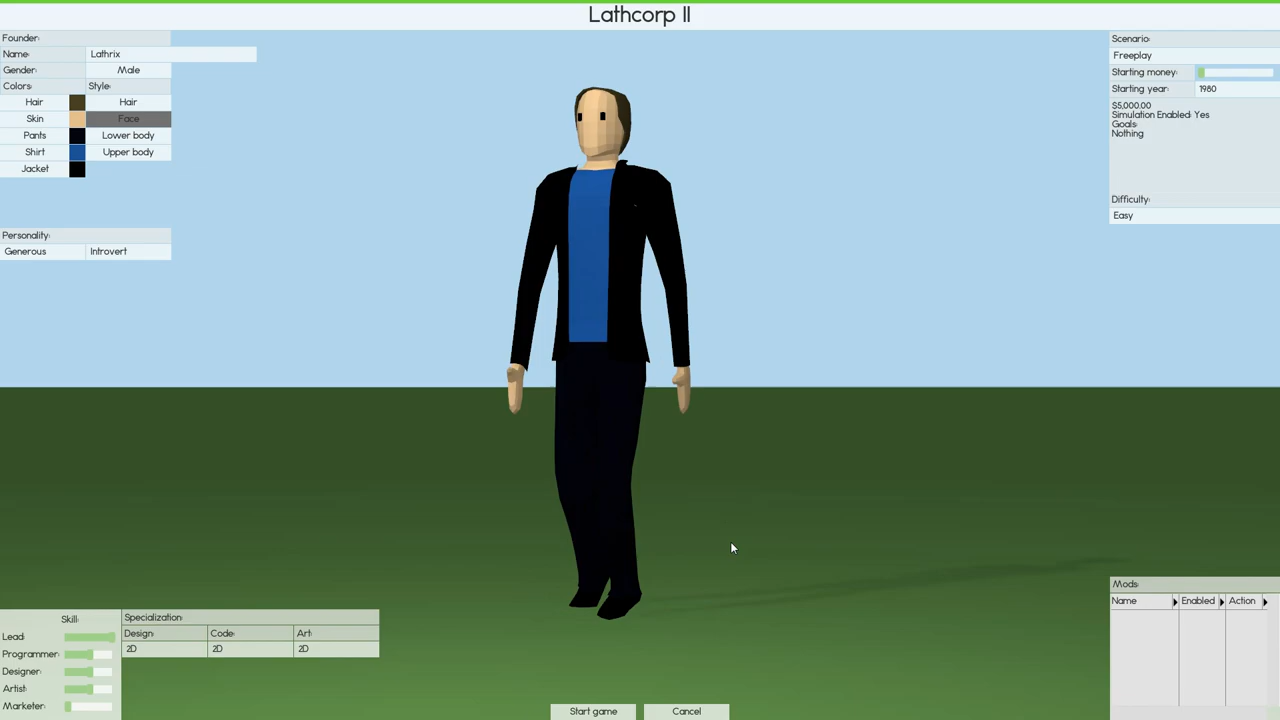 Lathcorp II
Founder:
Name: Lathrix
Gender: Male
Colors: Style:
Hair Hair
Skin Face
Pants Lower body
Shirt Upper body
Jacket
Personality:
Generous Introvert
Scenario:
Freeplay
Starting money:
Starting year: 1980
$5,000.00
Simulation Enabled: Yes
Goals:
Nothing
Difficulty:
Easy
Skill:
Lead:
Programmer:
Designer:
Artist:
Marketer:
Specialization:
Design: Code: Art:
2D 2D 2D
Mods:
Name Enabled Action
Start game Cancel